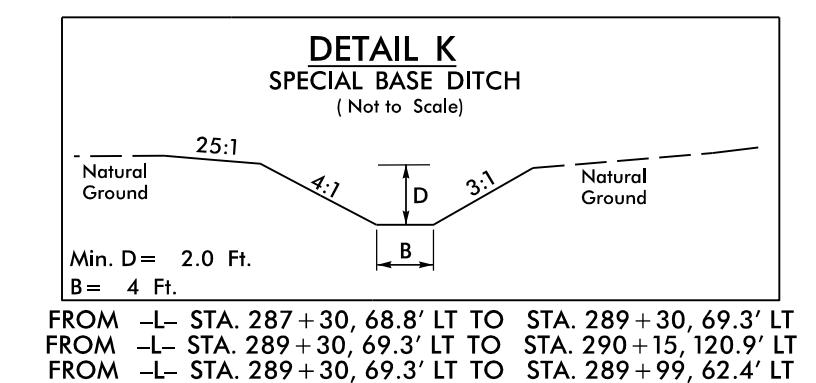 DETAIL K
SPECIAL BASE DITCH
(Not to Scale)
25:1
Natural
Ground
4:1
D
3:1
Natural
Ground
B
Min. D= 2.0 Ft.
B= 4 Ft.
FROM -L- STA. 287+30, 68.8' LT TO STA. 289+30, 69.3' LT
FROM -L- STA. 289+30, 69.3' LT TO STA. 290+15, 120.9' LT
FROM -L- STA. 289+30, 69.3' LT TO STA. 289+99, 62.4' LT